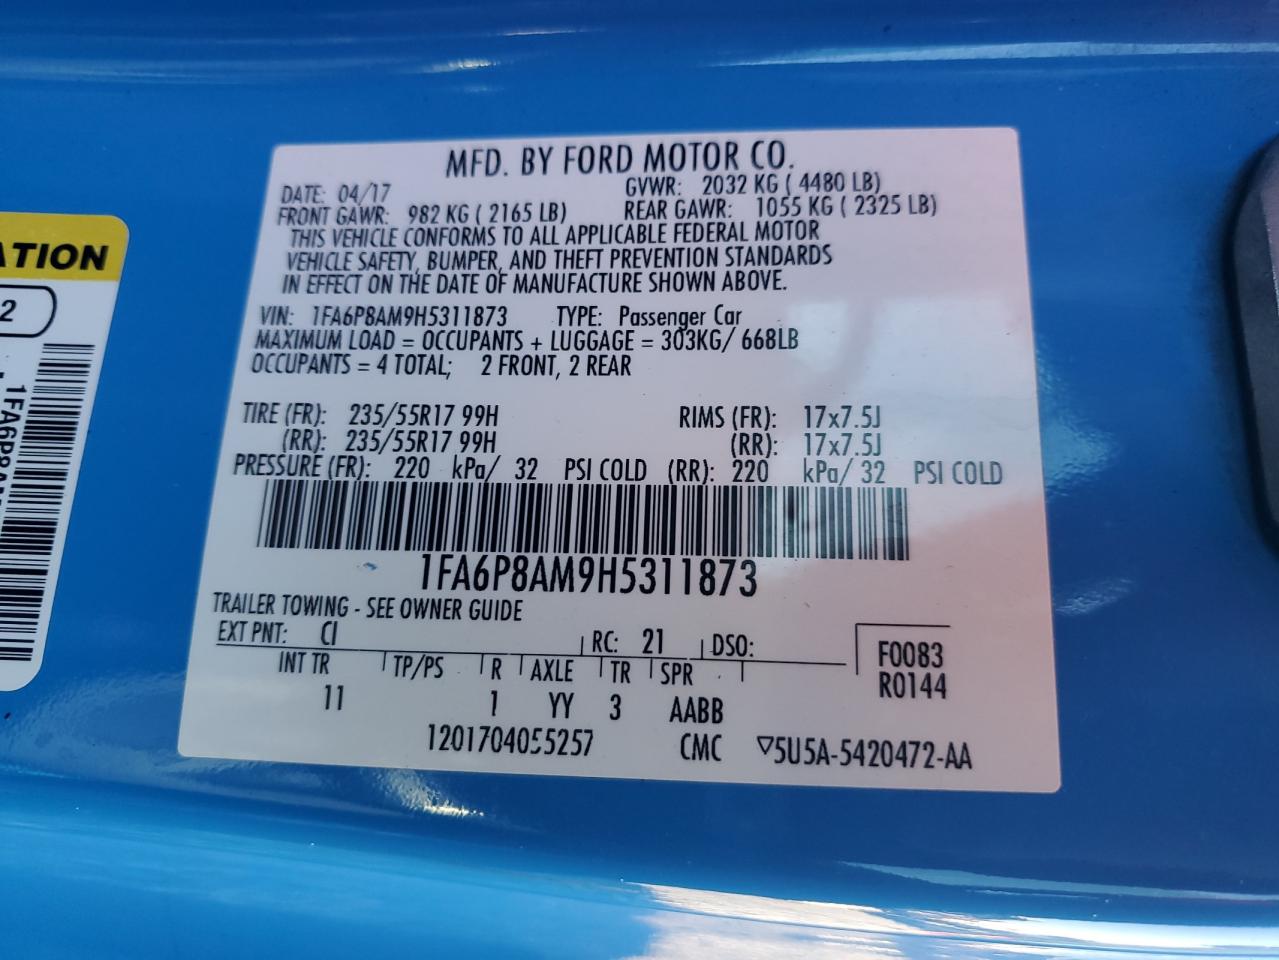 MFD. BY FORD MOTOR CO.
DATE: 04/17 GVWR: 2032 KG ( 4480 LB)
FRONT GAWR: 982 KG ( 2165 LB) REAR GAWR: 1055 KG ( 2325 LB)
THIS VEHICLE CONFORMS TO ALL APPLICABLE FEDERAL MOTOR
VEHICLE SAFETY, BUMPER, AND THEFT PREVENTION STANDARDS
IN EFFECT ON THE DATE OF MANUFACTURE SHOWN ABOVE.
VIN: 1FA6P8AM9H5311873 TYPE: Passenger Car
MAXIMUM LOAD = OCCUPANTS + LUGGAGE = 303KG/ 668LB
OCCUPANTS = 4 TOTAL; 2 FRONT, 2 REAR
TIRE (FR): 235/55R17 99H RIMS (FR): 17x7.5J
(RR): 235/55R17 99H (RR): 17x7.5J
PRESSURE (FR): 220 kPa/ 32 PSI COLD (RR): 220 kPa/ 32 PSI COLD
1FA6P8AM9H5311873
TRAILER TOWING - SEE OWNER GUIDE
EXT PNT: CI RC: 21 DSO: F0083
INT TR TP/PS R AXLE TR SPR R0144
11 1 YY 3 AABB
1201704055257 CMC ▽5U5A-5420472-AA
ATION
2
1FA6P8A